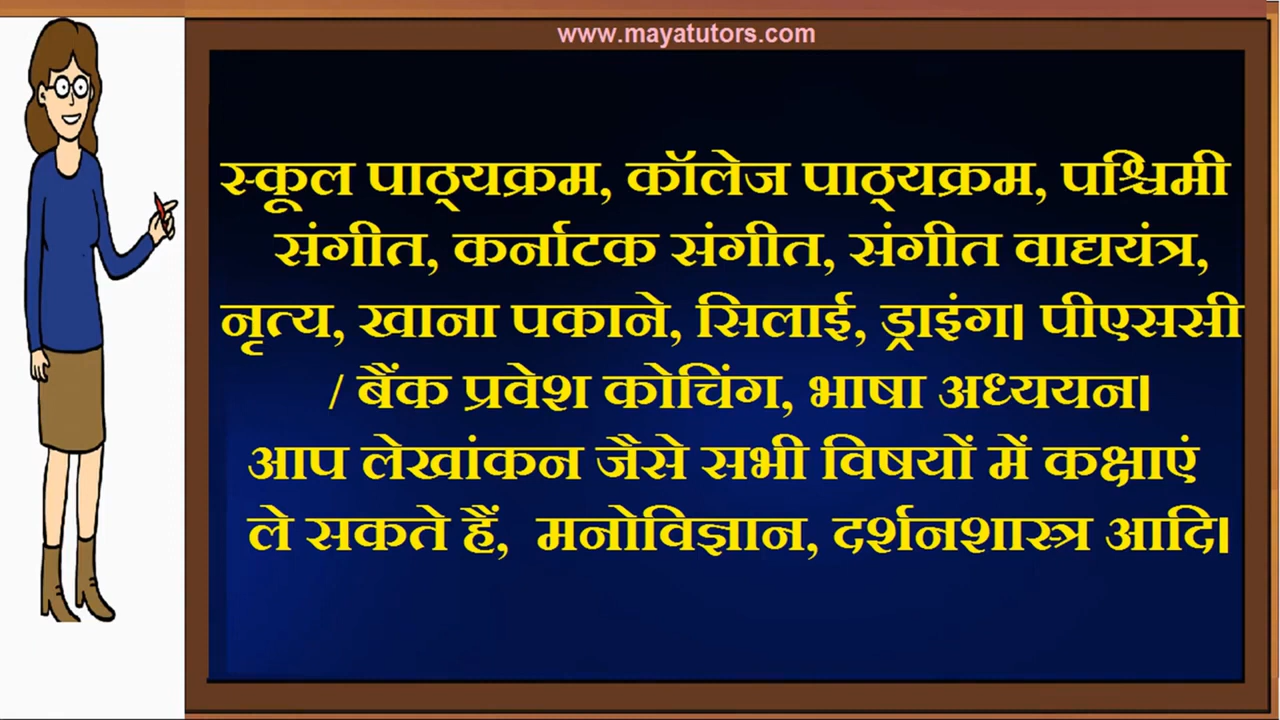 www.mayatutors.com
स्कूल पाठ्यक्रम, कॉलेज पाठ्यक्रम, पश्चिमी
संगीत, कर्नाटक संगीत, संगीत वाद्ययंत्र,
नृत्य, खाना पकाने, सिलाई, ड्राइंग। पीएससी
/ बैंक प्रवेश कोचिंग, भाषा अध्ययन।
आप लेखांकन जैसे सभी विषयों में कक्षाएं
ले सकते हैं, मनोविज्ञान, दर्शनशास्त्र आदि।